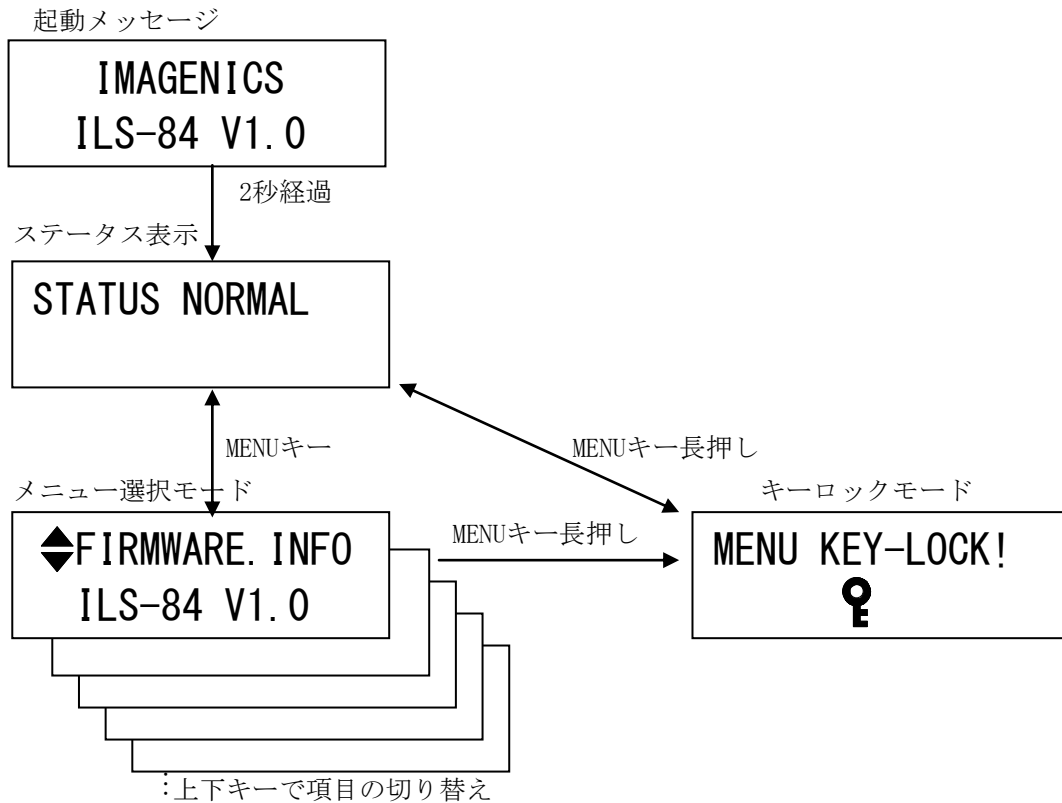 起動メッセージ
IMAGENICS
ILS-84 V1.0
2秒経過
ステータス表示
STATUS NORMAL
MENUキー
MENUキー長押し
メニュー選択モード
キーロックモード
FIRMWARE.INFO
ILS-84 V1.0
MENUキー長押し
MENU KEY-LOCK!
上下キーで項目の切り替え